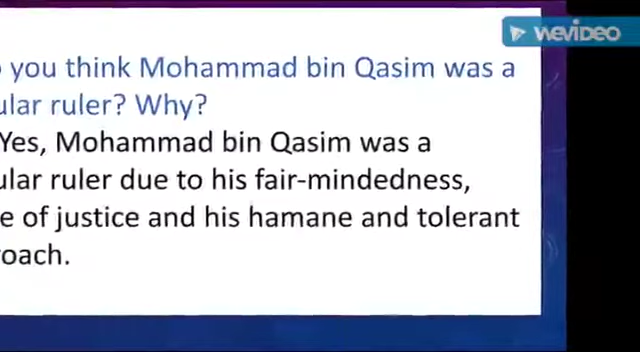 WEVIDEO
you think Mohammad bin Qasim was a
ular ruler? Why?
Yes, Mohammad bin Qasim was a
ular ruler due to his fair-mindedness,
e of justice and his hamane and tolerant
roach.